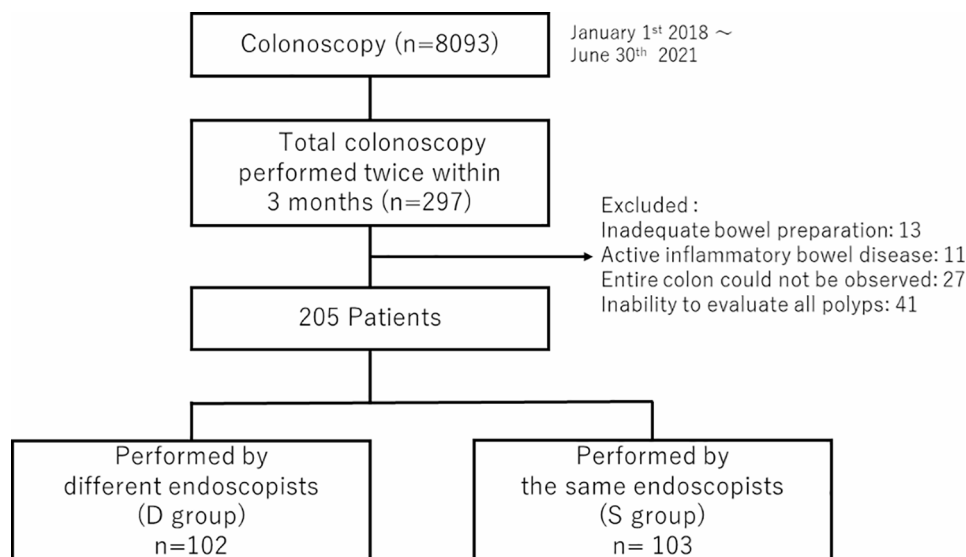 Colonoscopy (n=8093)
January 1st 2018 ~
June 30th 2021
Total colonoscopy
performed twice within
3 months (n=297)
Excluded :
Inadequate bowel preparation: 13
Active inflammatory bowel disease: 11
Entire colon could not be observed: 27
Inability to evaluate all polyps: 41
205 Patients
Performed by
different endoscopists
(D group)
n=102
Performed by
the same endoscopists
(S group)
n= 103